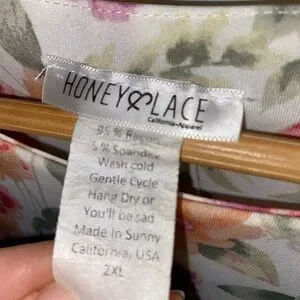 HONEY LACE
California Apparel
95% Rayon
5% Spandex
Wash cold
Gentle Cycle
Hang Dry or
You'll be sad
Made In Sunny
California, USA
2XL